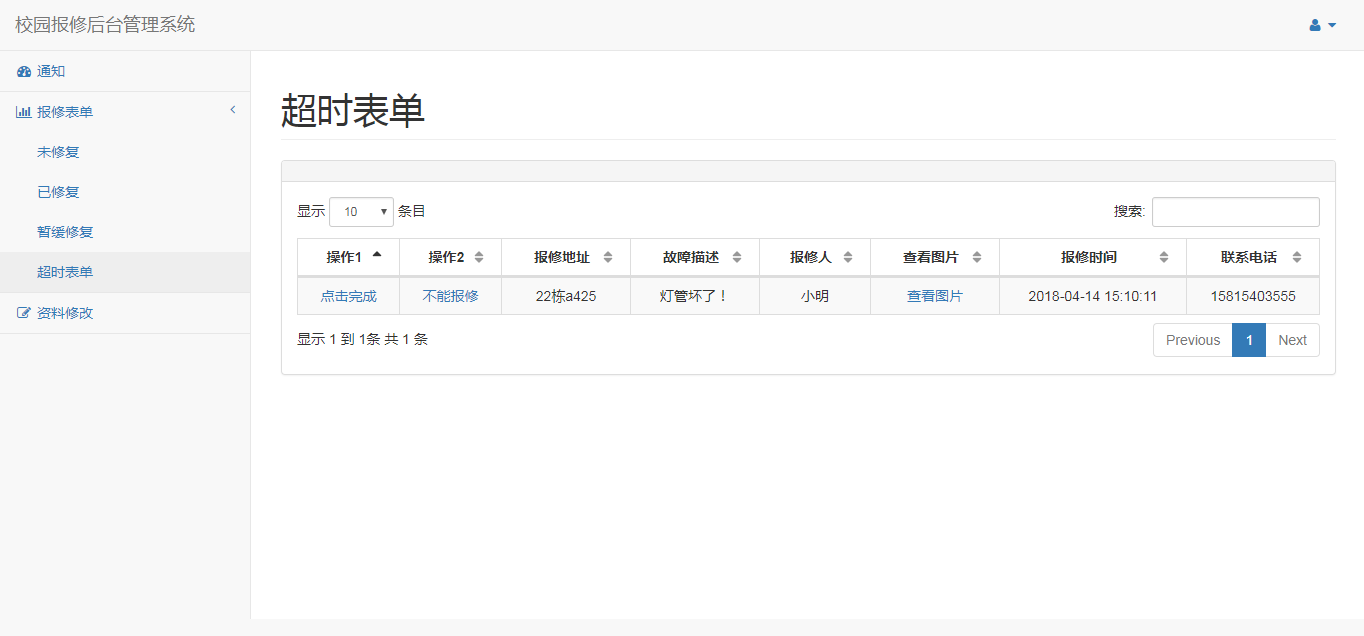 校园报修后台管理系统
通知
报修表单
未修复
已修复
暂缓修复
超时表单
资料修改
超时表单
显示 10 条目 搜索:
操作1 操作2 报修地址 故障描述 报修人 查看图片 报修时间 联系电话
点击完成 不能报修 22栋a425 灯管坏了！ 小明 查看图片 2018-04-14 15:10:11 15815403555
显示 1 到 1条 共 1 条 Previous 1 Next